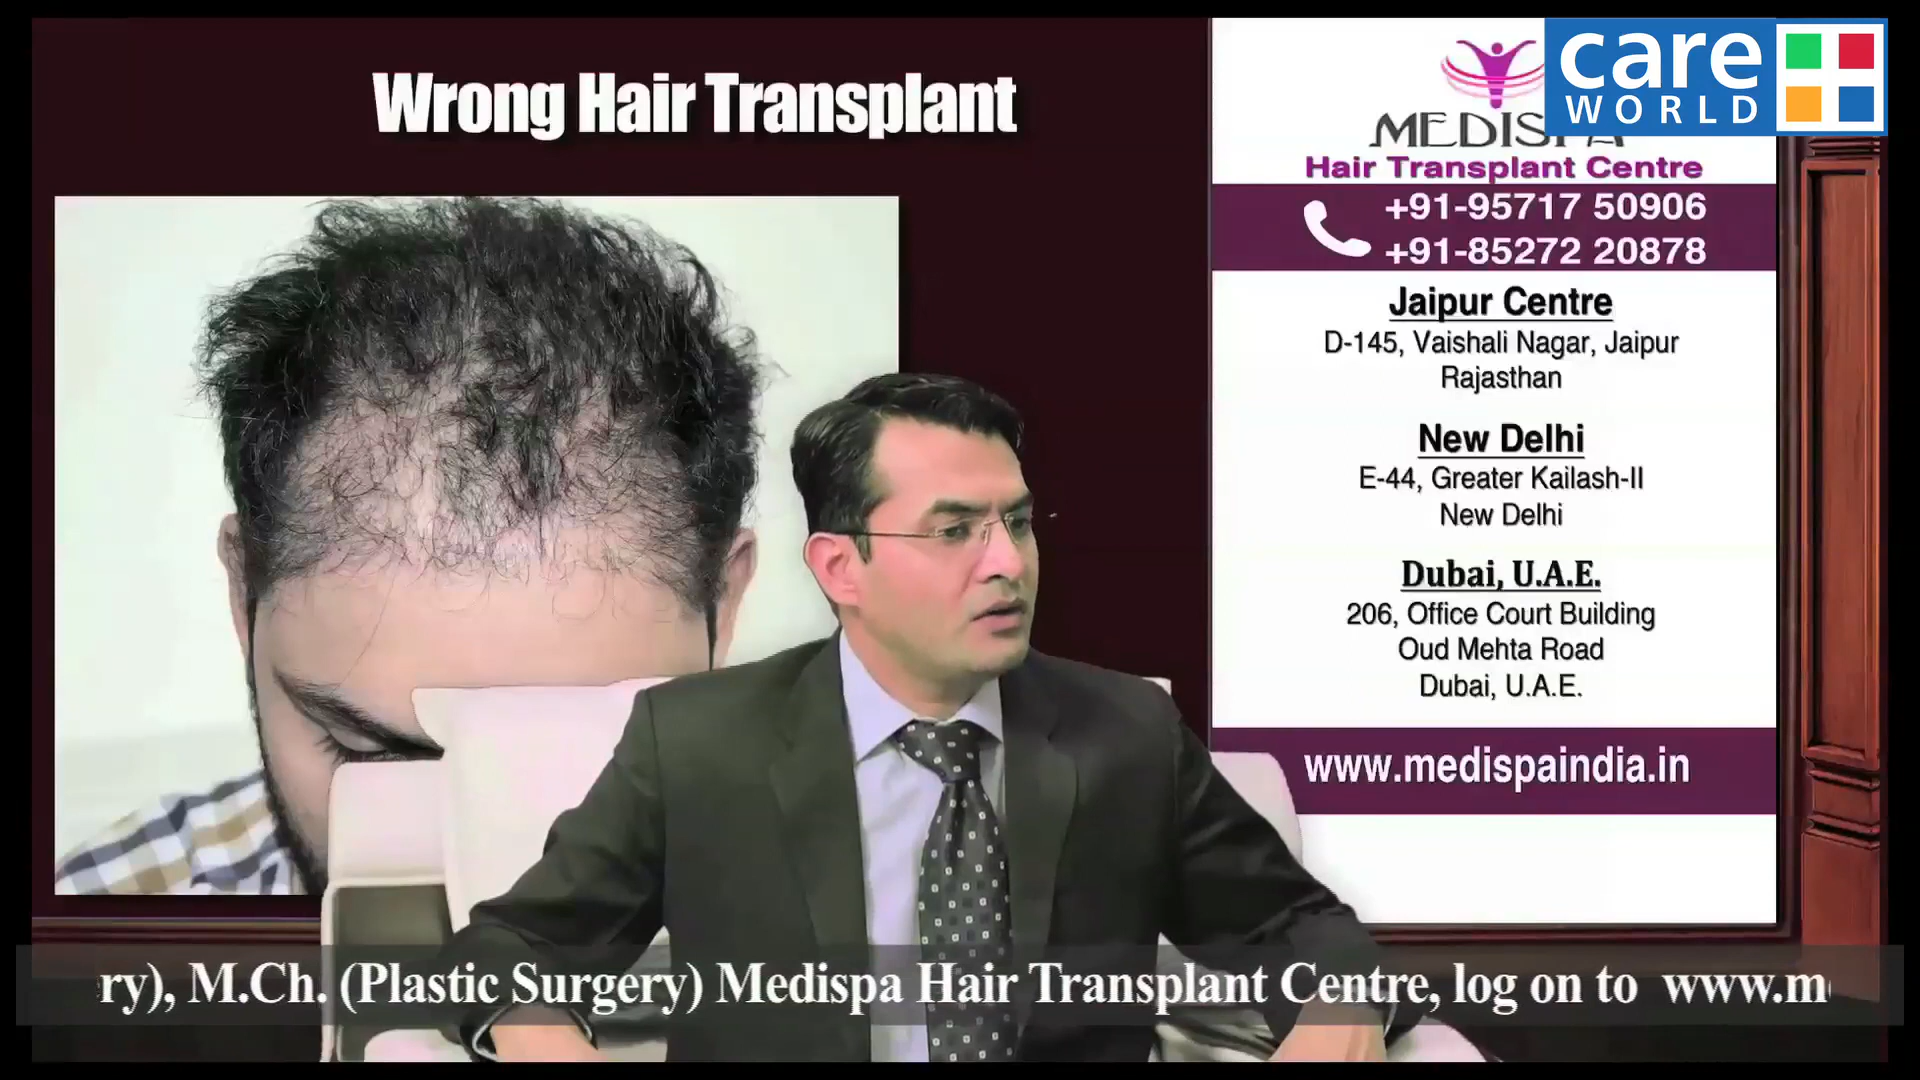 Wrong Hair Transplant
care
WORLD
MEDISPA
Hair Transplant Centre
+91-95717 50906
+91-85272 20878
Jaipur Centre
D-145, Vaishali Nagar, Jaipur
Rajasthan
New Delhi
E-44, Greater Kailash-II
New Delhi
Dubai, U.A.E.
206, Office Court Building
Oud Mehta Road
Dubai, U.A.E.
www.medispaindia.in
ry), M.Ch. (Plastic Surgery) Medispa Hair Transplant Centre, log on to www.m